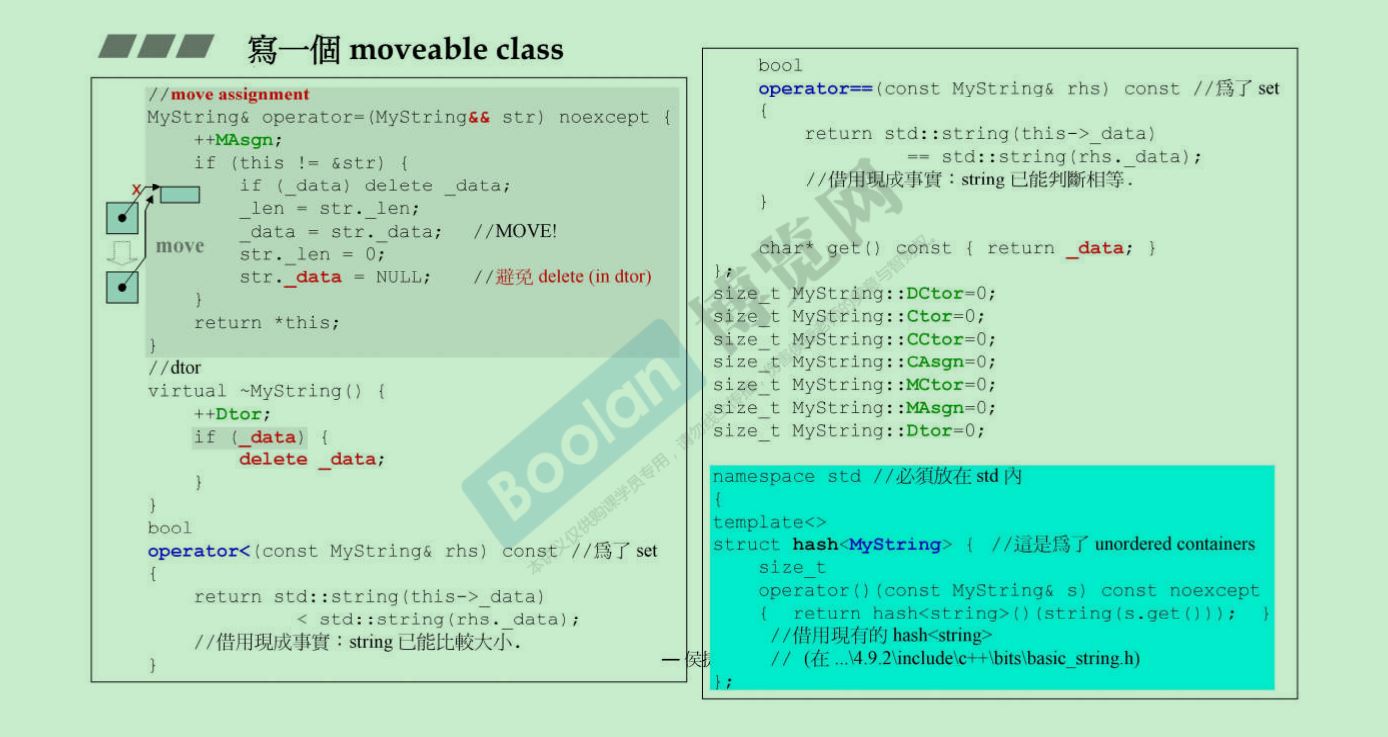 寫一個 moveable class
//move assignment
MyString& operator=(MyString&& str) noexcept {
++MAsgn;
if (this != &str) {
if (_data) delete _data;
_len = str._len;
_data = str._data; //MOVE!
str._len = 0;
str._data = NULL; //避免 delete (in dtor)
}
return *this;
}
//dtor
virtual ~MyString() {
++Dtor;
if (_data) {
delete _data;
}
}
bool
operator<(const MyString& rhs) const //爲了 set
{
return std::string(this->_data)
< std::string(rhs._data);
//借用現成事實：string 已能比較大小.
}
x
move
bool
operator==(const MyString& rhs) const //爲了 set
{
return std::string(this->_data)
== std::string(rhs._data);
//借用現成事實：string 已能判斷相等.
}
char* get() const { return _data; }
};
size_t MyString::DCtor=0;
size_t MyString::Ctor=0;
size_t MyString::CCtor=0;
size_t MyString::CAsgn=0;
size_t MyString::MCtor=0;
size_t MyString::MAsgn=0;
size_t MyString::Dtor=0;
namespace std //必須放在 std 內
{
template<>
struct hash<MyString> { //這是爲了 unordered containers
size_t
operator()(const MyString& s) const noexcept
{ return hash<string>()(string(s.get())); }
//借用現有的 hash<string>
// (在 ...\4.9.2\include\c++\bits\basic_string.h)
};
— 侯
Boolan 博览网
本讲义仅供购课学员专用，请勿